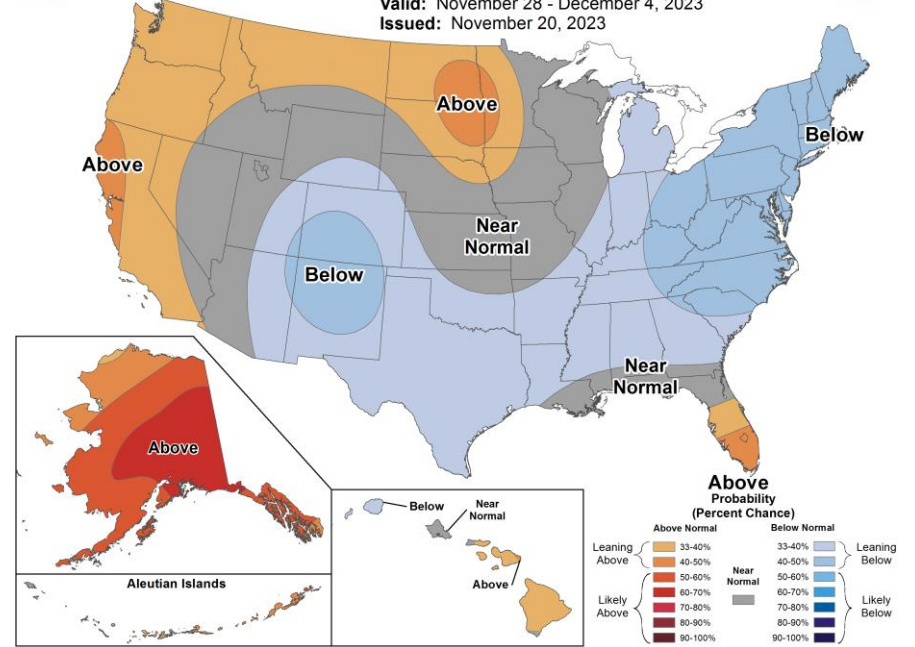 Valid: November 28 - December 4, 2023
Issued: November 20, 2023
Above
Above
Below
Near
Normal
Below
Near
Normal
Above
Above
Below
Near
Normal
Above
Aleutian Islands
Probability
(Percent Chance)
Above Normal
Below Normal
Leaning
Above
33-40%
40-50%
50-60%
60-70%
70-80%
80-90%
90-100%
Likely
Above
Near
Normal
33-40%
40-50%
50-60%
60-70%
70-80%
80-90%
90-100%
Leaning
Below
Likely
Below